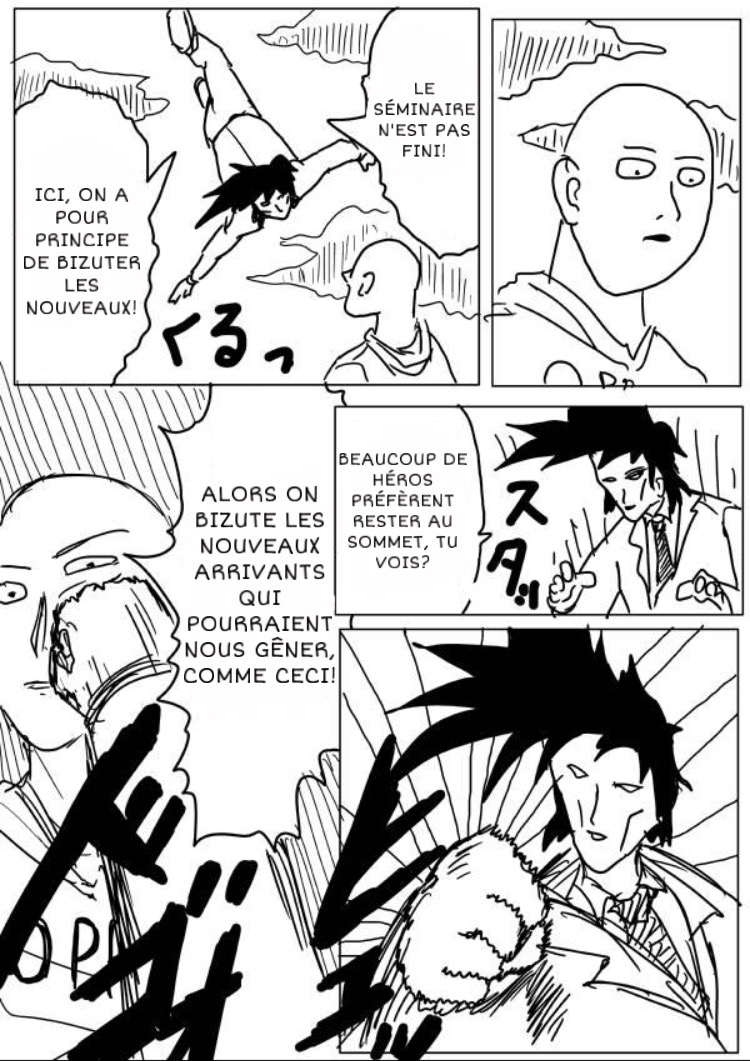 LE
SÉMINAIRE
N'EST PAS
FINI!
ICI, ON A
POUR
PRINCIPE
DE BIZUTER
LES
NOUVEAUX!
くるっ
BEAUCOUP DE
HÉROS
PRÉFÈRENT
RESTER AU
SOMMET, TU
VOIS?
スタッ
ALORS ON
BIZUTE LES
NOUVEAUX
ARRIVANTS
QUI
POURRAIENT
NOUS GÊNER,
COMME CECI!